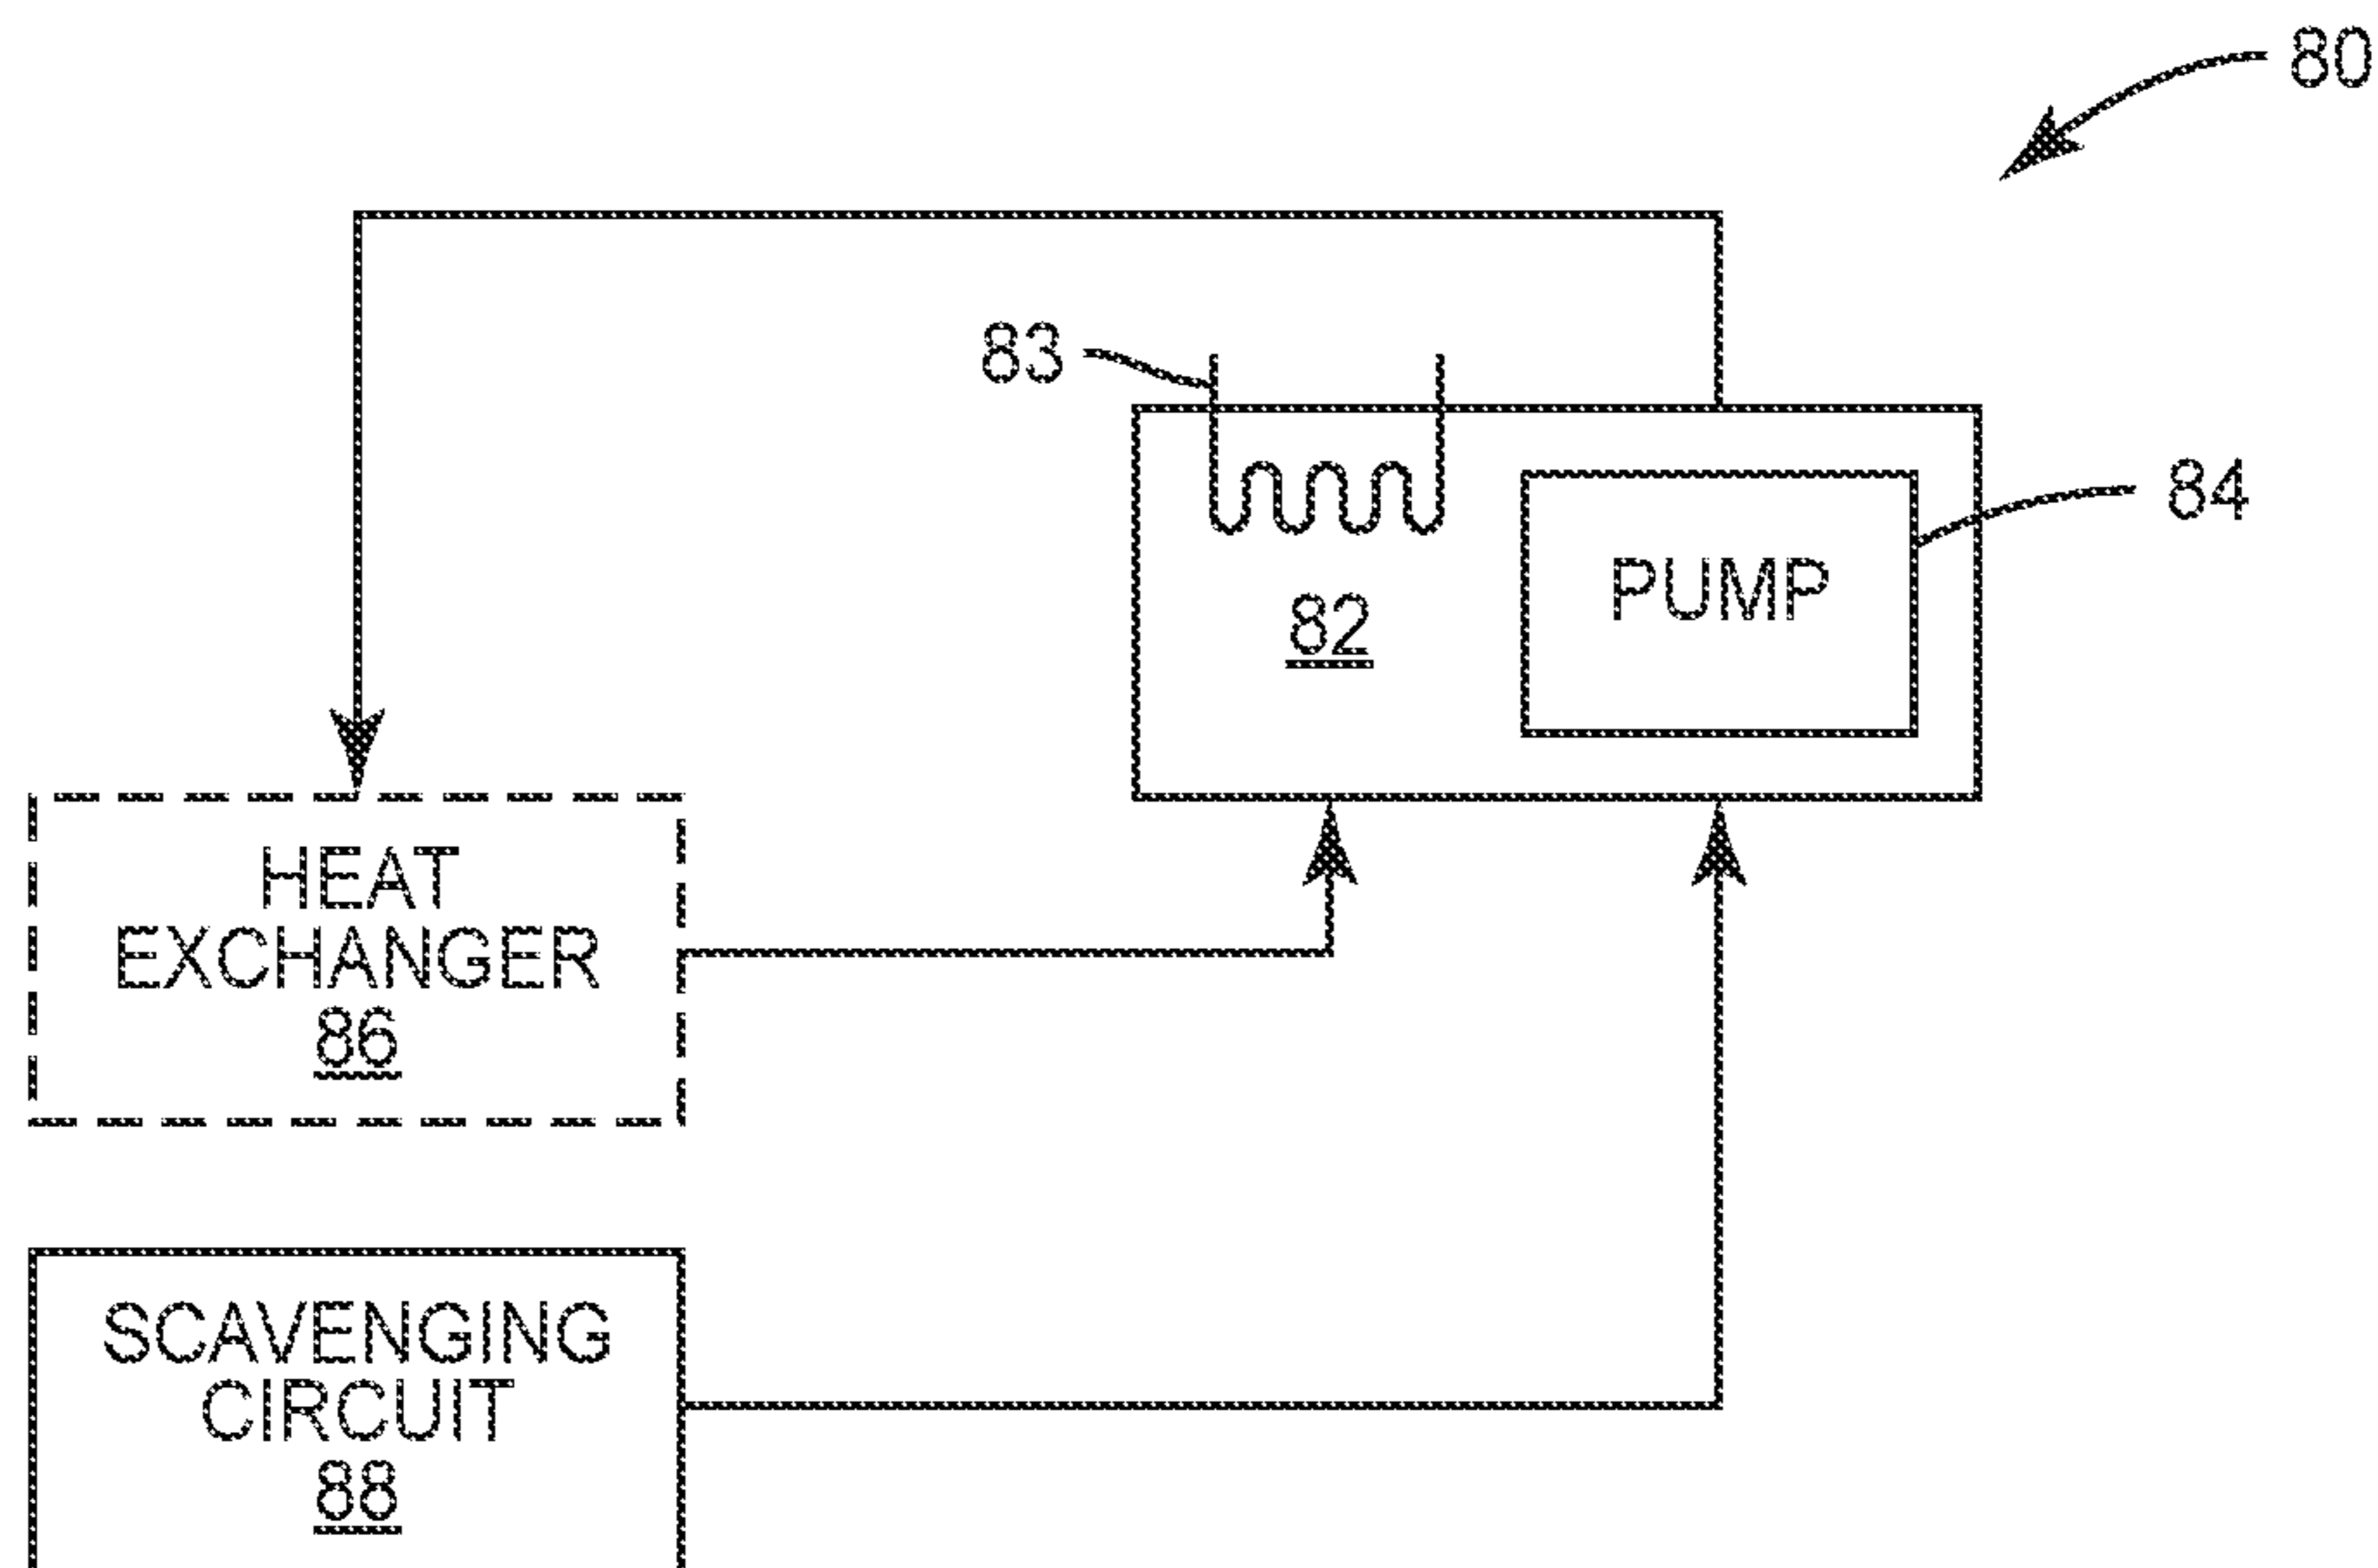 80
83
84
PUMP
82
HEAT
EXCHANGER
86
SCAVENGING
CIRCUIT
88